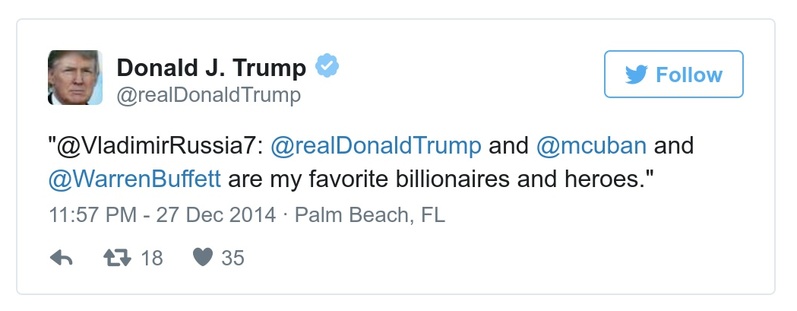 Donald J. Trump
@realDonaldTrump
Follow
"@VladimirRussia7: @realDonaldTrump and @mcuban and
@WarrenBuffett are my favorite billionaires and heroes."
11:57 PM - 27 Dec 2014 · Palm Beach, FL
18 35